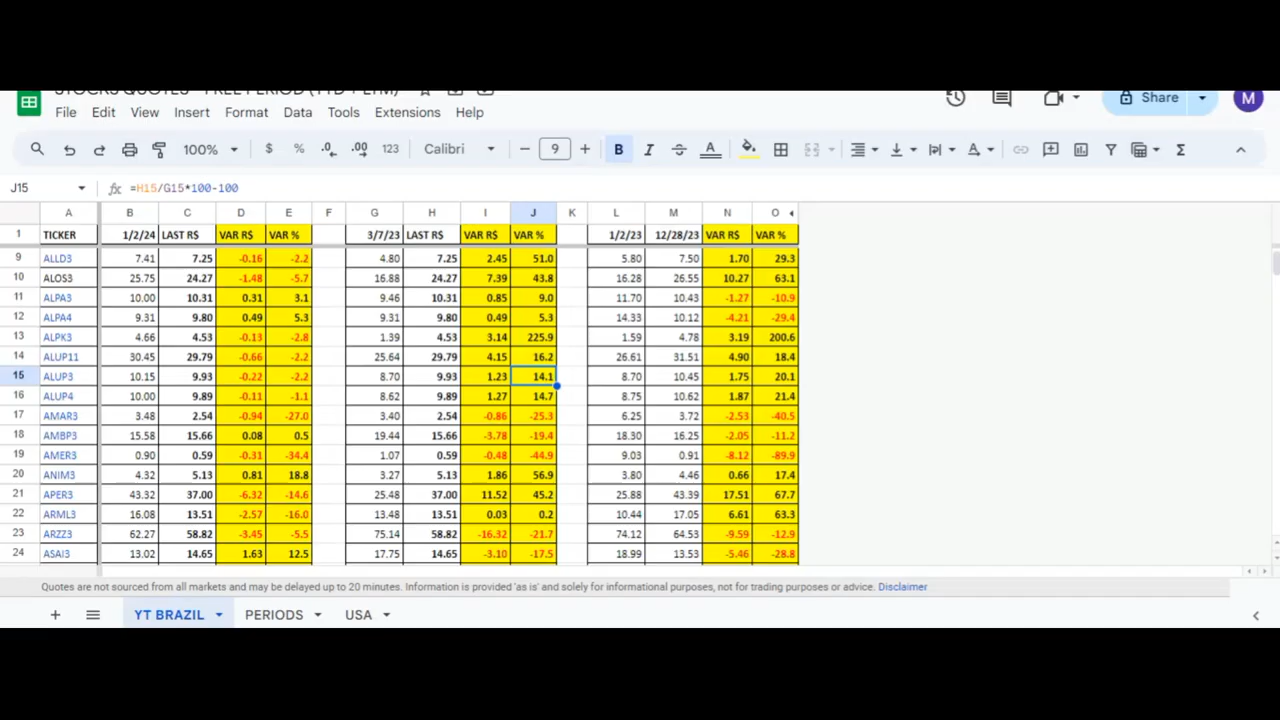 STOCKS QUOTES - FREE PERIOD (YTD + LTM)
File Edit View Insert Format Data Tools Extensions Help
Share M
100% $ % .0 .00 123 Calibri 9 B I A Σ
J15 fx =H15/G15*100-100
A B C D E F G H I J K L M N O
1 TICKER 1/2/24 LAST R$ VAR R$ VAR % 3/7/23 LAST R$ VAR R$ VAR % 1/2/23 12/28/23 VAR R$ VAR %
9 ALLD3 7.41 7.25 -0.16 -2.2 4.80 7.25 2.45 51.0 5.80 7.50 1.70 29.3
10 ALOS3 25.75 24.27 -1.48 -5.7 16.88 24.27 7.39 43.8 16.28 26.55 10.27 63.1
11 ALPA3 10.00 10.31 0.31 3.1 9.46 10.31 0.85 9.0 11.70 10.43 -1.27 -10.9
12 ALPA4 9.31 9.80 0.49 5.3 9.31 9.80 0.49 5.3 14.33 10.12 -4.21 -29.4
13 ALPK3 4.66 4.53 -0.13 -2.8 1.39 4.53 3.14 225.9 1.59 4.78 3.19 200.6
14 ALUP11 30.45 29.79 -0.66 -2.2 25.64 29.79 4.15 16.2 26.61 31.51 4.90 18.4
15 ALUP3 10.15 9.93 -0.22 -2.2 8.70 9.93 1.23 14.1 8.70 10.45 1.75 20.1
16 ALUP4 10.00 9.89 -0.11 -1.1 8.62 9.89 1.27 14.7 8.75 10.62 1.87 21.4
17 AMAR3 3.48 2.54 -0.94 -27.0 3.40 2.54 -0.86 -25.3 6.25 3.72 -2.53 -40.5
18 AMBP3 15.58 15.66 0.08 0.5 19.44 15.66 -3.78 -19.4 18.30 16.25 -2.05 -11.2
19 AMER3 0.90 0.59 -0.31 -34.4 1.07 0.59 -0.48 -44.9 9.03 0.91 -8.12 -89.9
20 ANIM3 4.32 5.13 0.81 18.8 3.27 5.13 1.86 56.9 3.80 4.46 0.66 17.4
21 APER3 43.32 37.00 -6.32 -14.6 25.48 37.00 11.52 45.2 25.88 43.39 17.51 67.7
22 ARML3 16.08 13.51 -2.57 -16.0 13.48 13.51 0.03 0.2 10.44 17.05 6.61 63.3
23 ARZZ3 62.27 58.82 -3.45 -5.5 75.14 58.82 -16.32 -21.7 74.12 64.53 -9.59 -12.9
24 ASAI3 13.02 14.65 1.63 12.5 17.75 14.65 -3.10 -17.5 18.99 13.53 -5.46 -28.8
Quotes are not sourced from all markets and may be delayed up to 20 minutes. Information is provided 'as is' and solely for informational purposes, not for trading purposes or advice. Disclaimer
YT BRAZIL PERIODS USA